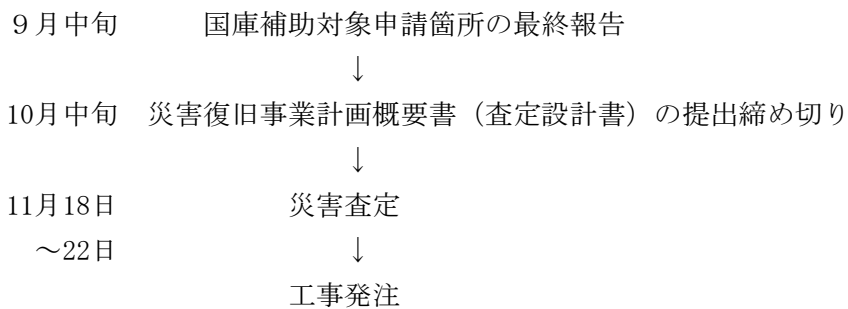 ９月中旬　国庫補助対象申請箇所の最終報告
↓
10月中旬　災害復旧事業計画概要書（査定設計書）の提出締め切り
↓
11月18日　災害査定
～22日　↓
工事発注